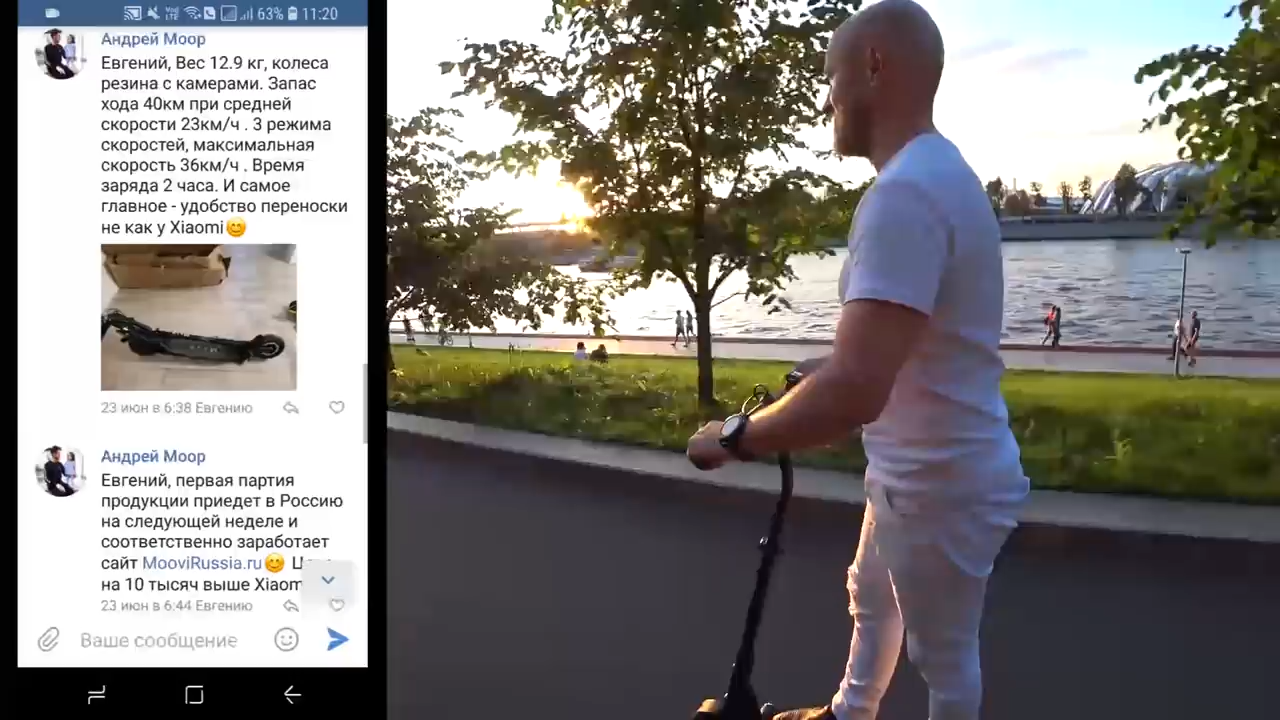 63% 11:20
Андрей Моор
Евгений, Вес 12.9 кг, колеса
резина с камерами. Запас
хода 40км при средней
скорости 23км/ч . 3 режима
скоростей, максимальная
скорость 36км/ч . Время
заряда 2 часа. И самое
главное - удобство переноски
не как у Xiaomi😊
23 июн в 6:38 Евгению
Андрей Моор
Евгений, первая партия
продукции приедет в Россию
на следующей неделе и
соответственно заработает
сайт MooviRussia.ru😊
на 10 тысяч выше Xiaom
23 июн в 6:44 Евгению
Ваше сообщение